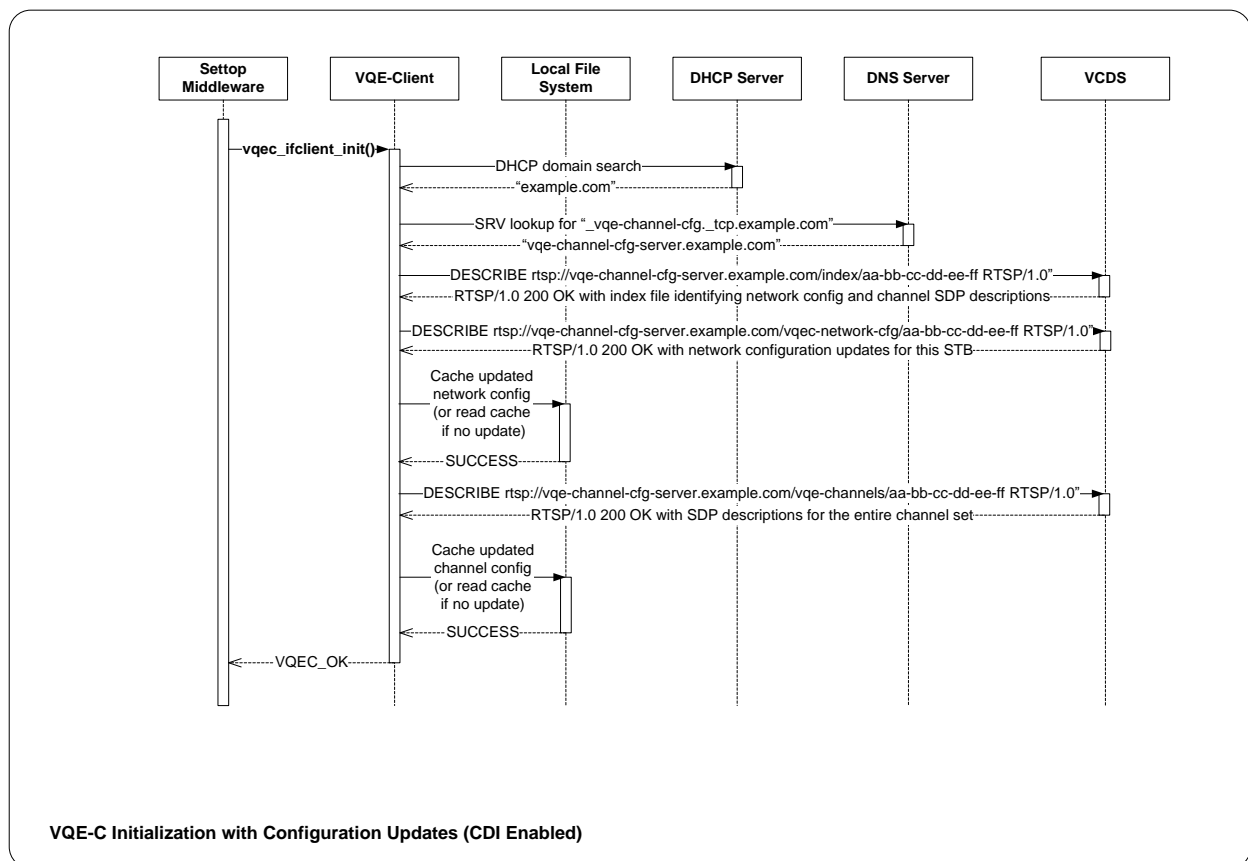 Settop
Middleware
VQE-Client
Local File
System
DHCP Server
DNS Server
VCDS
vqec_ifclient_init()
DHCP domain search
“example.com”
SRV lookup for “_vqe-channel-cfg._tcp.example.com”
“vqe-channel-cfg-server.example.com”
DESCRIBE rtsp://vqe-channel-cfg-server.example.com/index/aa-bb-cc-dd-ee-ff RTSP/1.0”
RTSP/1.0 200 OK with index file identifying network config and channel SDP descriptions
DESCRIBE rtsp://vqe-channel-cfg-server.example.com/vqec-network-cfg/aa-bb-cc-dd-ee-ff RTSP/1.0”
RTSP/1.0 200 OK with network configuration updates for this STB
Cache updated
network config
(or read cache
if no update)
SUCCESS
DESCRIBE rtsp://vqe-channel-cfg-server.example.com/vqe-channels/aa-bb-cc-dd-ee-ff RTSP/1.0”
RTSP/1.0 200 OK with SDP descriptions for the entire channel set
Cache updated
channel config
(or read cache
if no update)
SUCCESS
VQEC_OK
VQE-C Initialization with Configuration Updates (CDI Enabled)